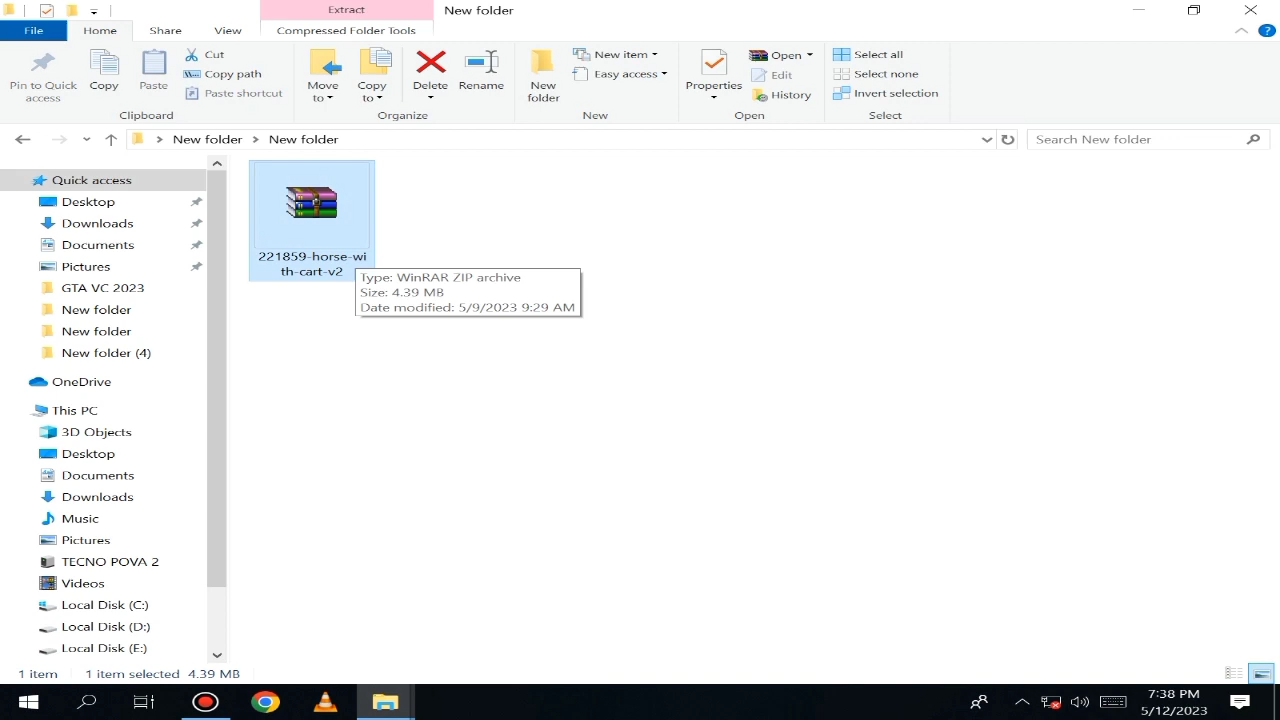 Extract
New folder
File
Home
Share
View
Compressed Folder Tools
Pin to Quick
access
Copy
Paste
Cut
Copy path
Paste shortcut
Clipboard
Move
to
Copy
to
Delete
Rename
Organize
New
folder
New item
Easy access
New
Properties
Open
Edit
History
Open
Select all
Select none
Invert selection
Select
New folder
New folder
Search New folder
Quick access
Desktop
Downloads
Documents
Pictures
GTA VC 2023
New folder
New folder
New folder (4)
OneDrive
This PC
3D Objects
Desktop
Documents
Downloads
Music
Pictures
TECNO POVA 2
Videos
Local Disk (C:)
Local Disk (D:)
Local Disk (E:)
221859-horse-wi
th-cart-v2
Type: WinRAR ZIP archive
Size: 4.39 MB
Date modified: 5/9/2023 9:29 AM
1 item
1 item selected 4.39 MB
7:38 PM
5/12/2023